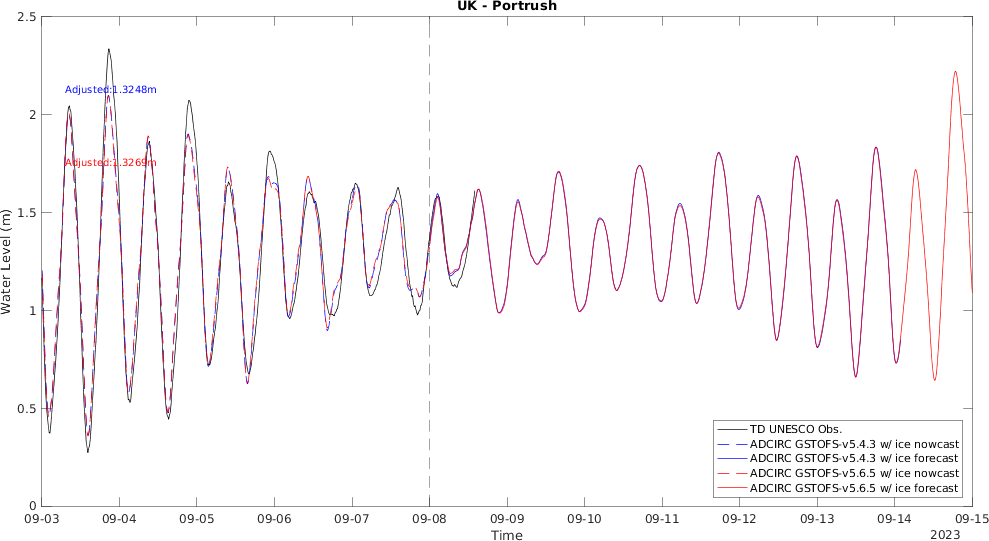 UK - Portrush
2.5
2
1.5
1
0.5
0
Water Level (m)
Adjusted:1.3248m
Adjusted:1.3269m
TD UNESCO Obs.
ADCIRC GSTOFS-v5.4.3 w/ ice nowcast
ADCIRC GSTOFS-v5.4.3 w/ ice forecast
ADCIRC GSTOFS-v5.6.5 w/ ice nowcast
ADCIRC GSTOFS-v5.6.5 w/ ice forecast
09-03 09-04 09-05 09-06 09-07 09-08 09-09 09-10 09-11 09-12 09-13 09-14 09-15
Time
2023